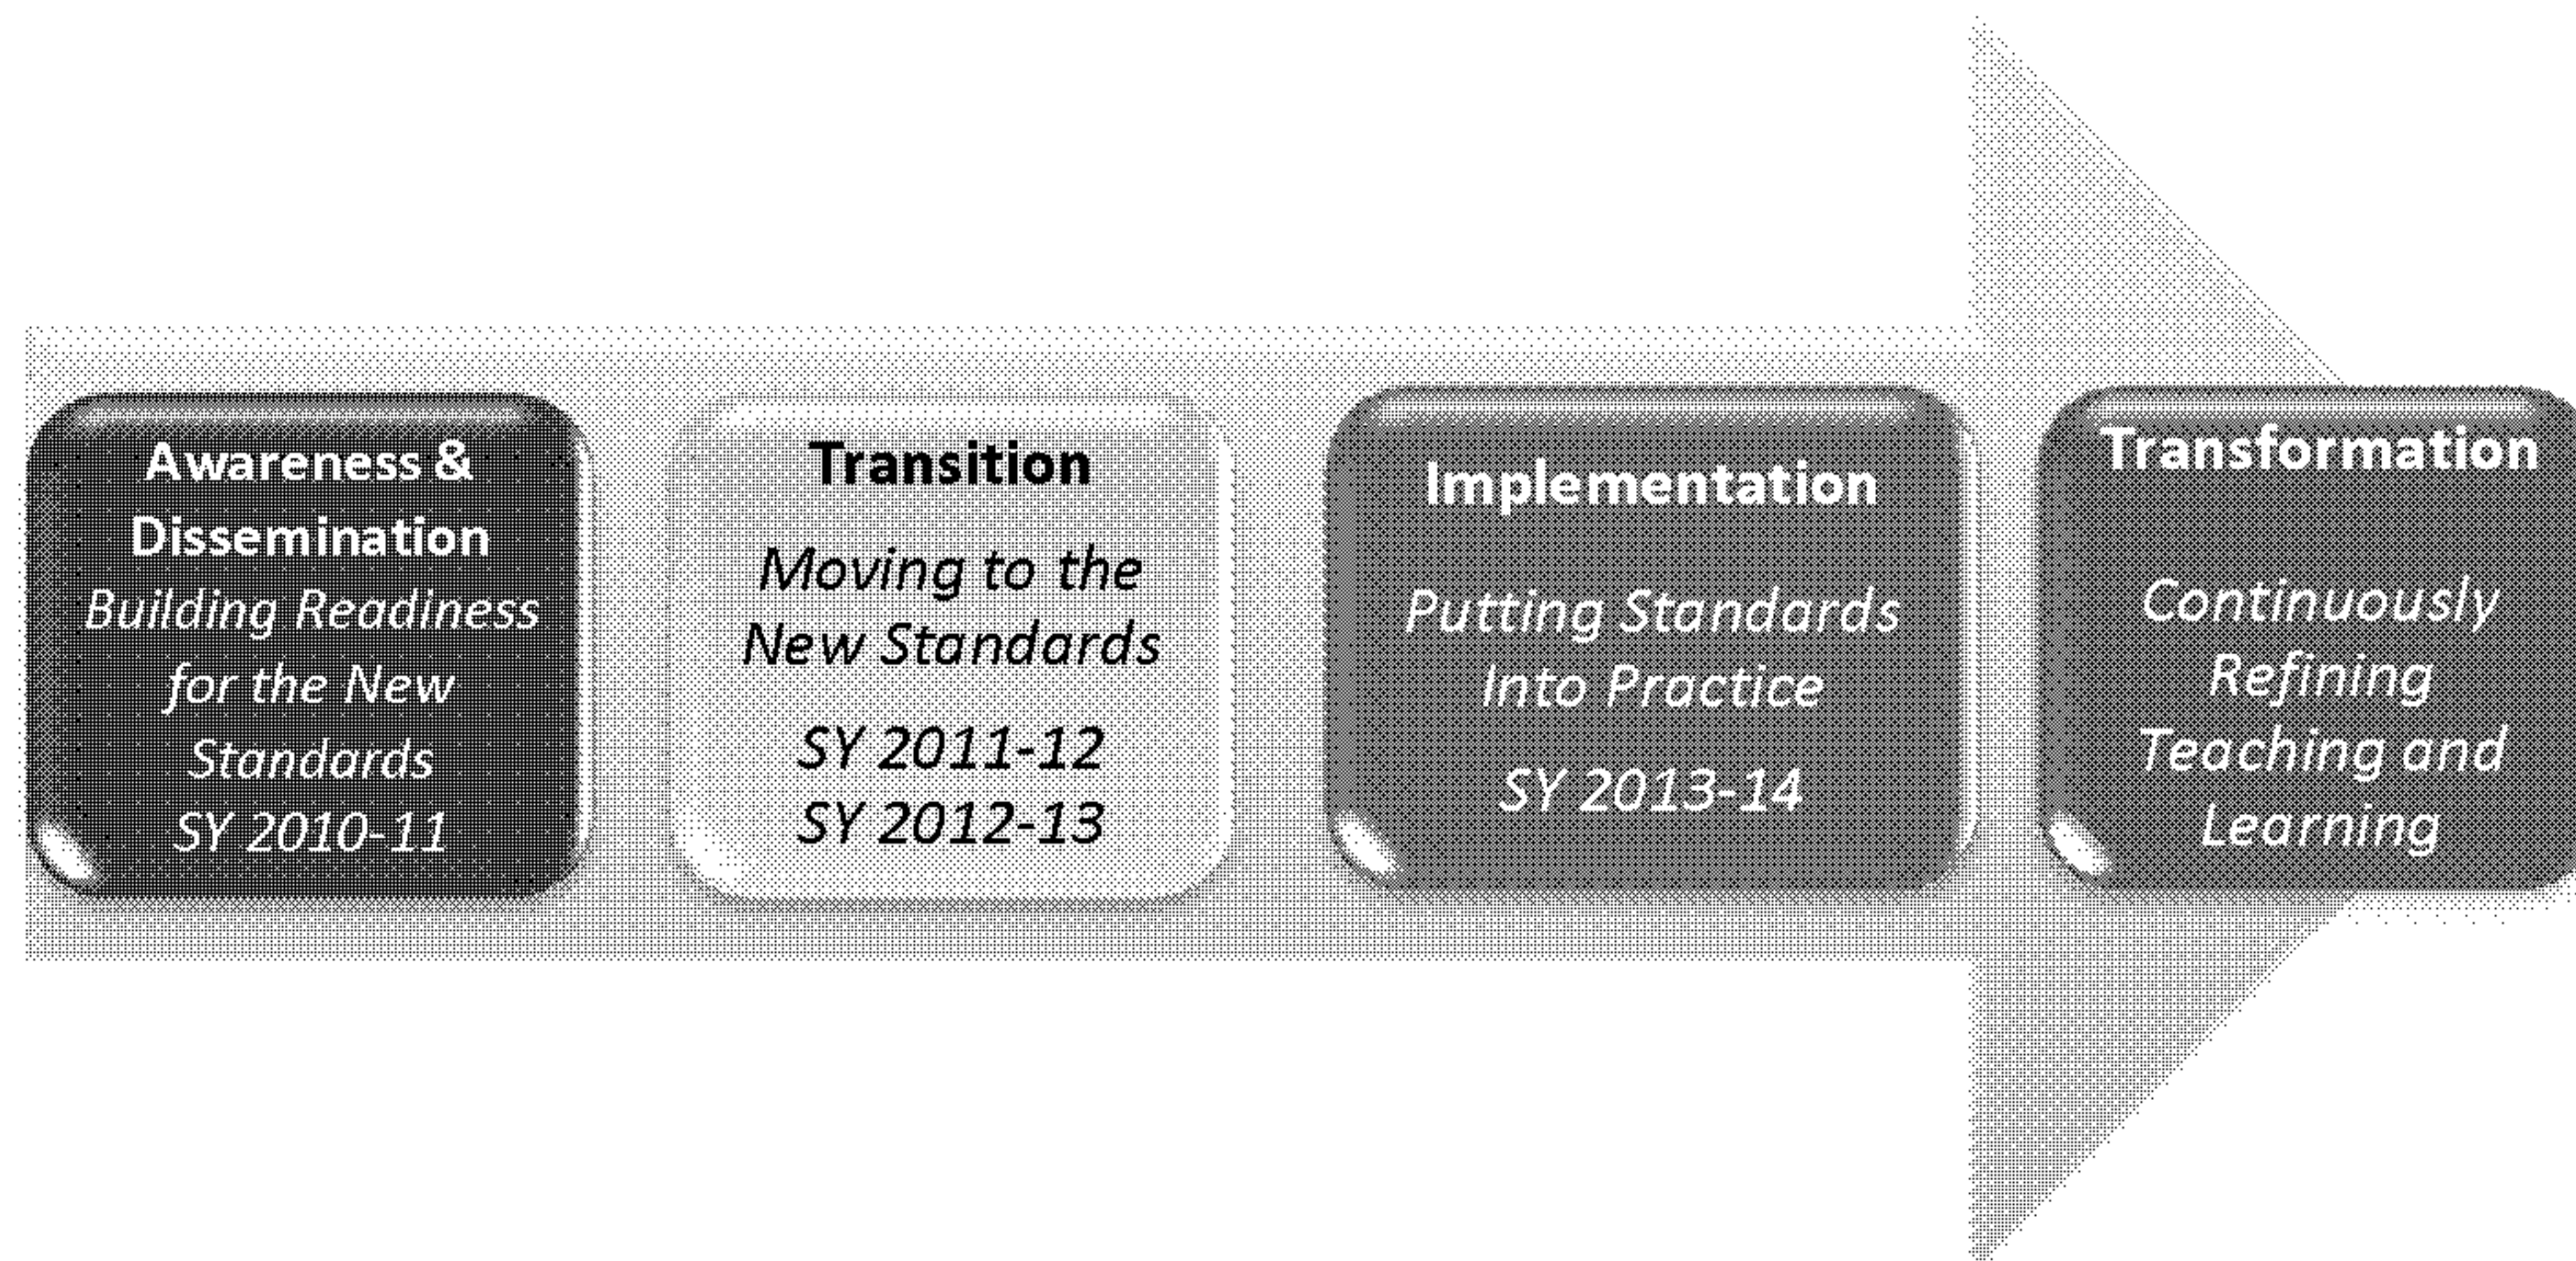 Awareness &
Dissemination
Building Readiness
for the New
Standards
SY 2010-11
Transition
Moving to the
New Standards
SY 2011-12
SY 2012-13
Implementation
Putting Standards
Into Practice
SY 2013-14
Transformation
Continuously
Refining
Teaching and
Learning